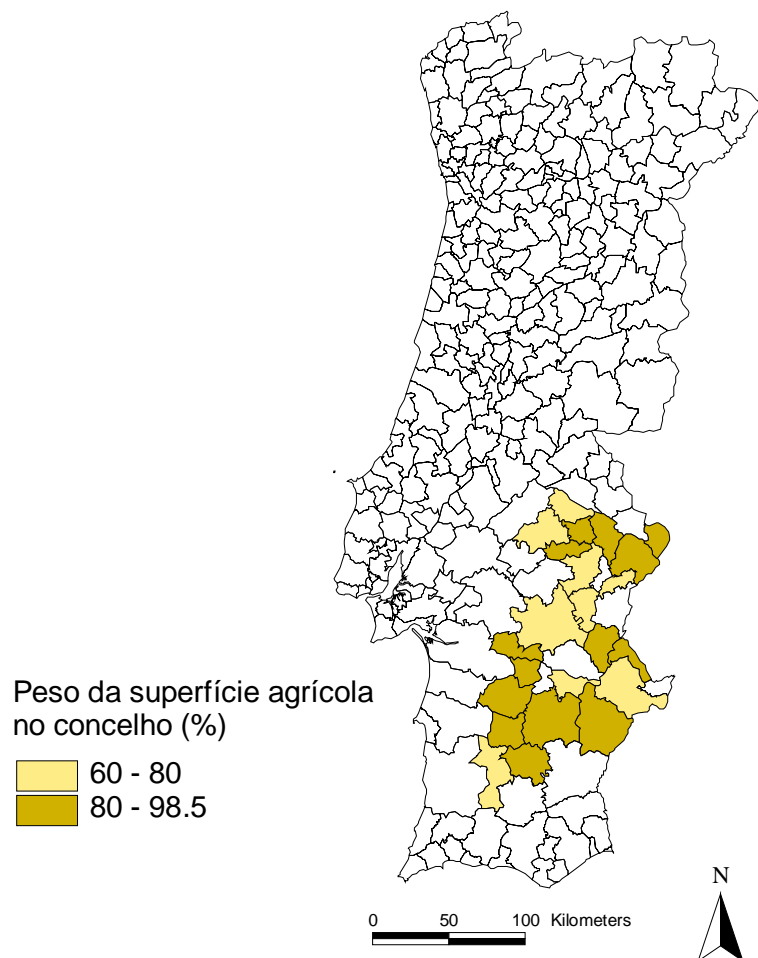 Peso da superfície agrícola
no concelho (%)
60 - 80
80 - 98.5
N
0 50 100 Kilometers